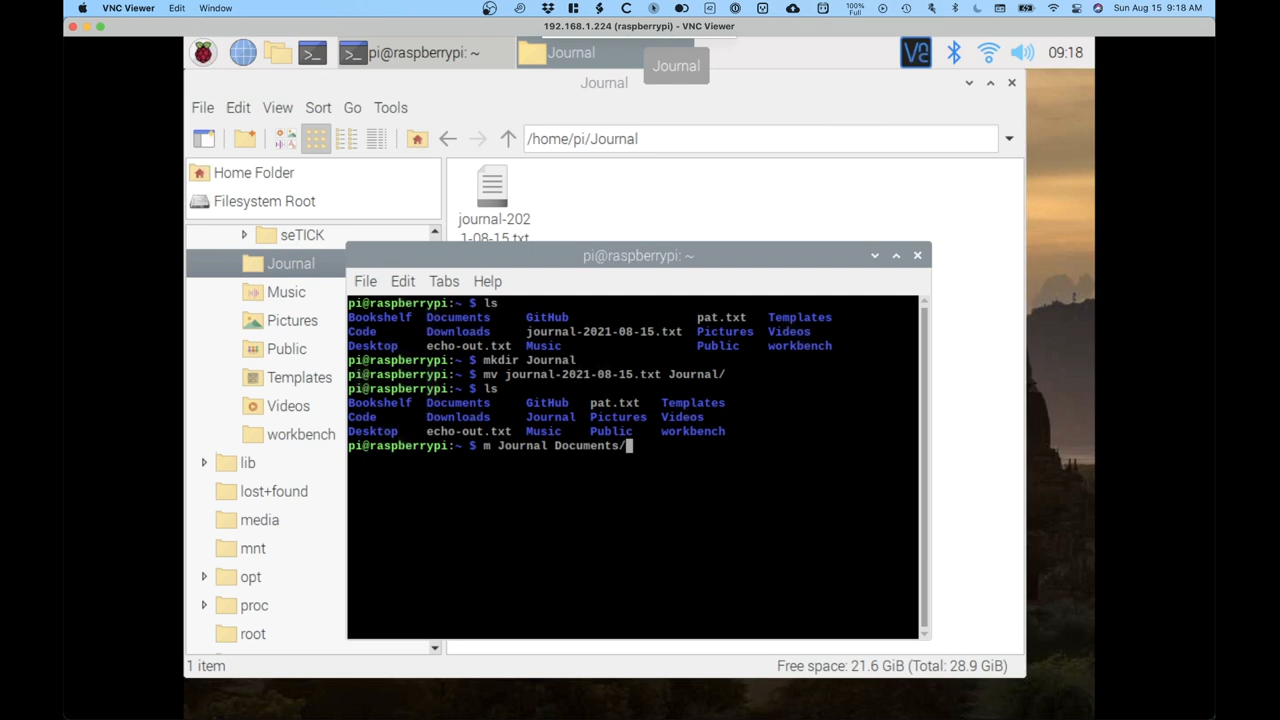 VNC Viewer Edit Window 100% Full Sun Aug 15 9:18 AM
192.168.1.224 (raspberrypi) - VNC Viewer
pi@raspberrypi: ~ Journal 09:18
Journal
Journal
File Edit View Sort Go Tools
/home/pi/Journal
Home Folder
Filesystem Root
seTICK
Journal
Music
Pictures
Public
Templates
Videos
workbench
lib
lost+found
media
mnt
opt
proc
root
journal-202
1-08-15.txt
pi@raspberrypi: ~
File Edit Tabs Help
pi@raspberrypi:~ $ ls
Bookshelf Documents GitHub pat.txt Templates
Code Downloads journal-2021-08-15.txt Pictures Videos
Desktop echo-out.txt Music Public workbench
pi@raspberrypi:~ $ mkdir Journal
pi@raspberrypi:~ $ mv journal-2021-08-15.txt Journal/
pi@raspberrypi:~ $ ls
Bookshelf Documents GitHub pat.txt Templates
Code Downloads Journal Pictures Videos
Desktop echo-out.txt Music Public workbench
pi@raspberrypi:~ $ m Journal Documents/
1 item Free space: 21.6 GiB (Total: 28.9 GiB)